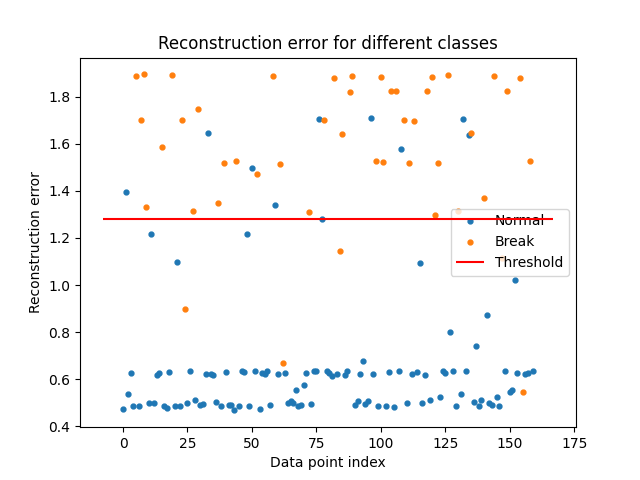 Reconstruction error for different classes
Reconstruction error
1.8
1.6
1.4
1.2
1.0
0.8
0.6
0.4
Normal
Break
Threshold
0
25
50
75
100
125
150
175
Data point index